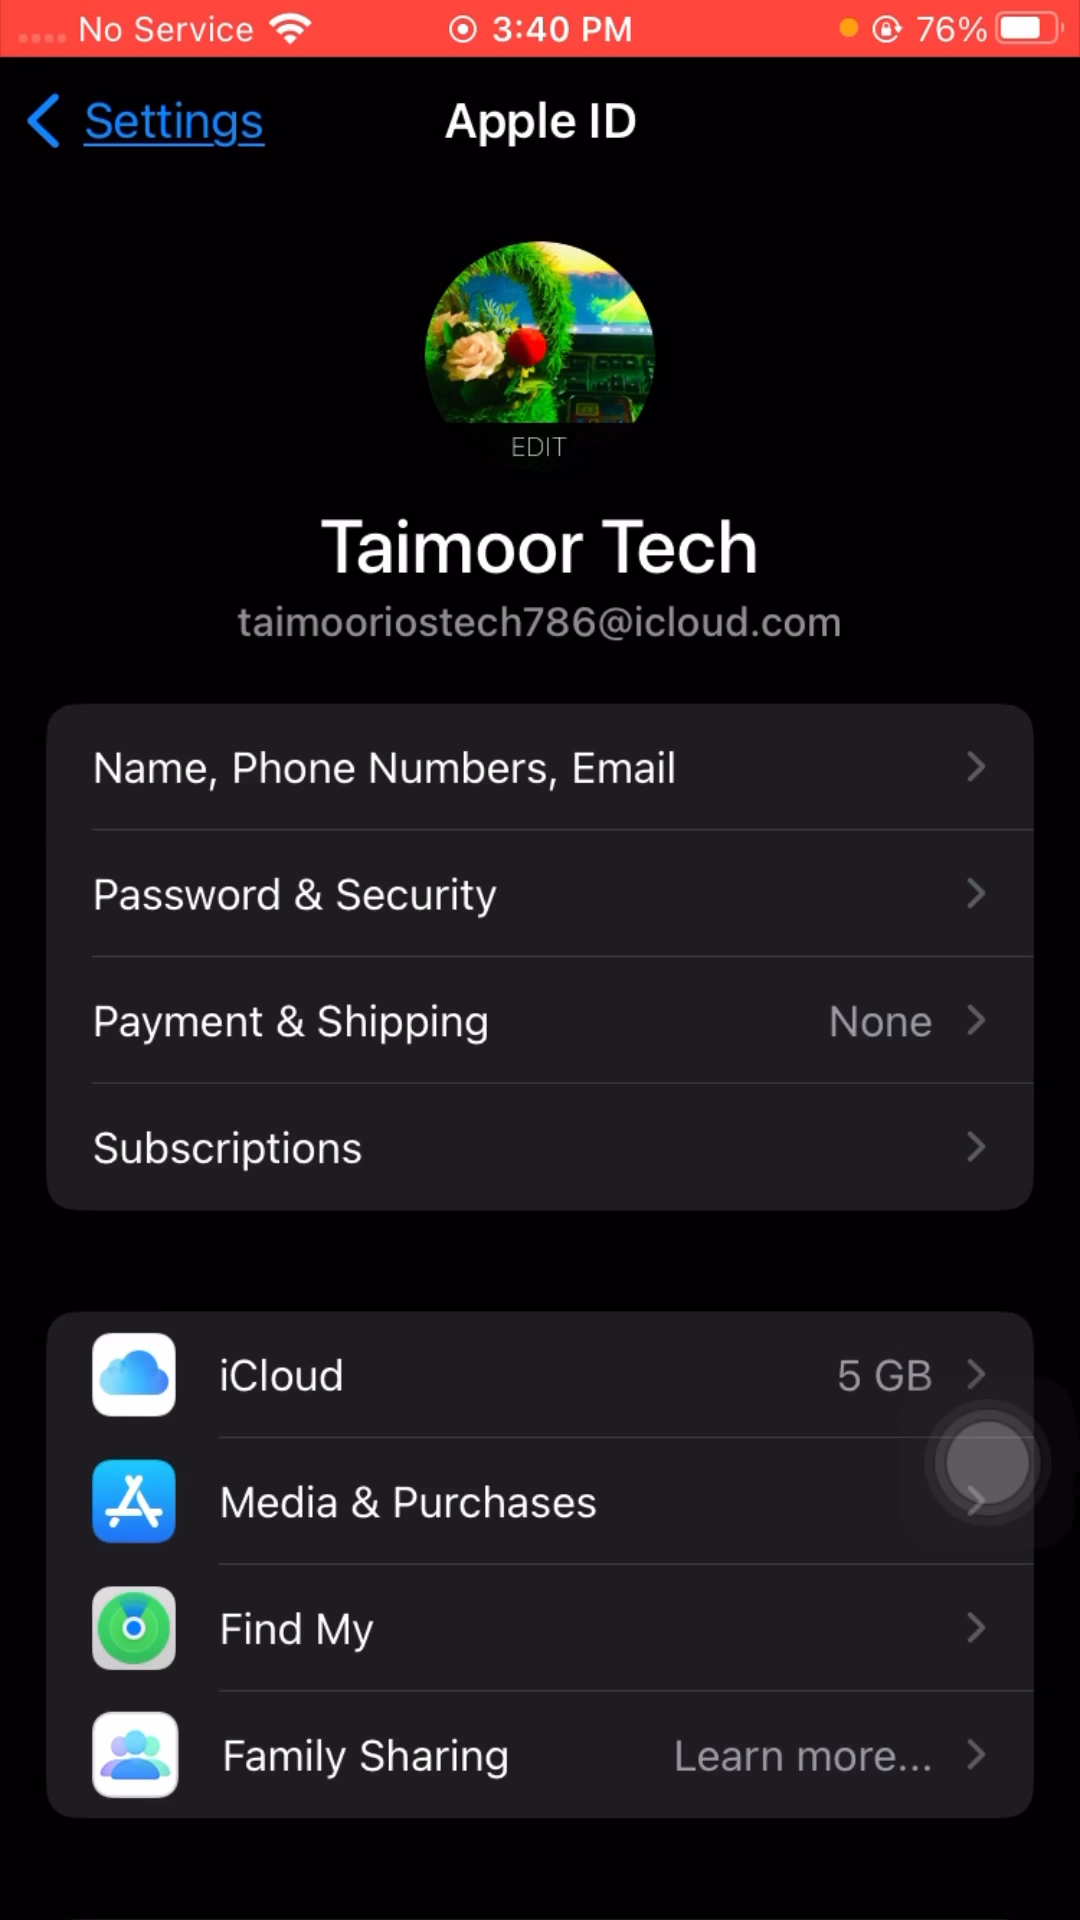 No Service 3:40 PM 76%
Settings Apple ID
EDIT
Taimoor Tech
taimooriostech786@icloud.com
Name, Phone Numbers, Email
Password & Security
Payment & Shipping None
Subscriptions
iCloud 5 GB
Media & Purchases
Find My
Family Sharing Learn more...